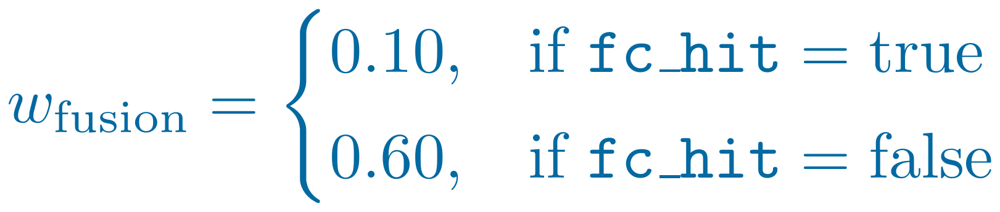 w_fusion = { 0.10, if fc_hit = true
0.60, if fc_hit = false